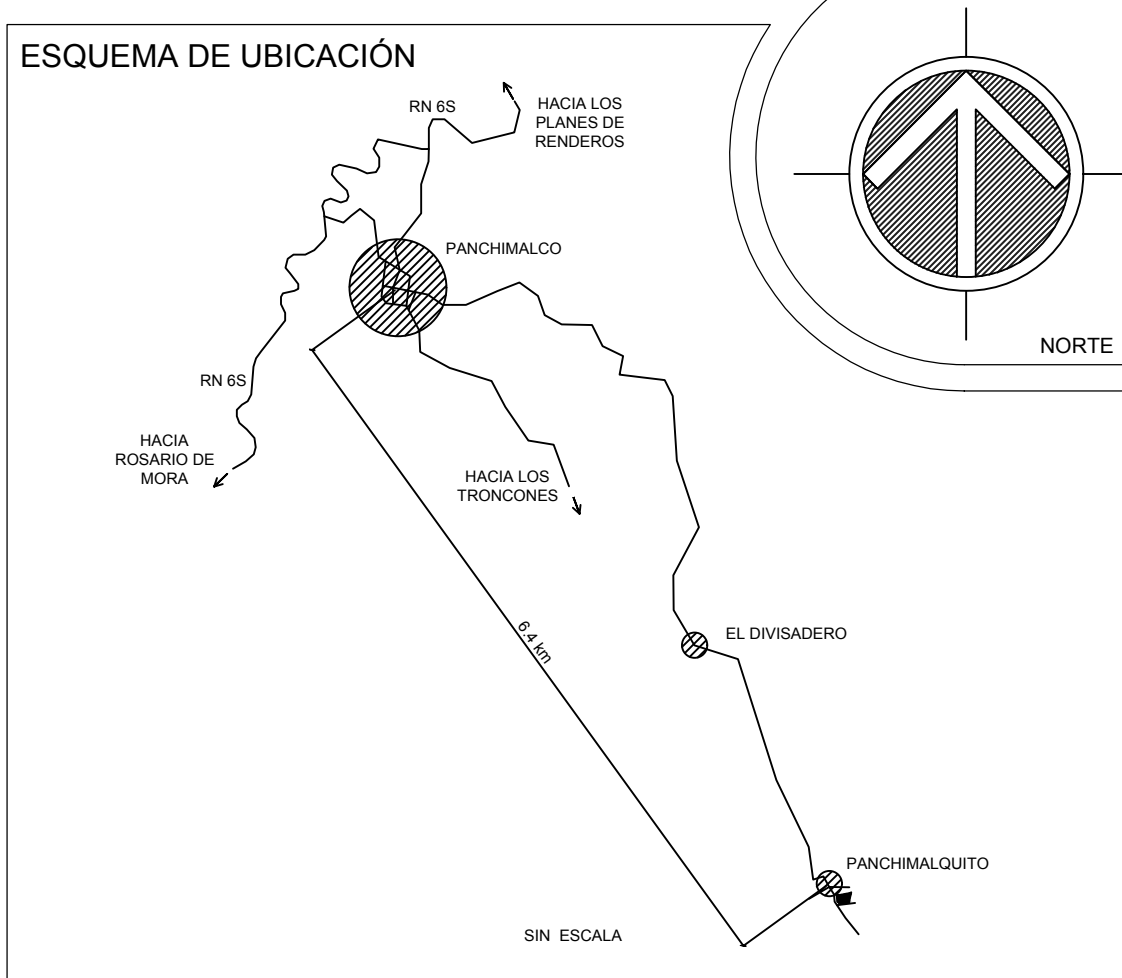 ESQUEMA DE UBICACIÓN
RN 6S
HACIA LOS
PLANES DE
RENDEROS
PANCHIMALCO
NORTE
RN 6S
HACIA
ROSARIO DE
MORA
HACIA LOS
TRONCONES
6.4 km
EL DIVISADERO
PANCHIMALQUITO
SIN ESCALA